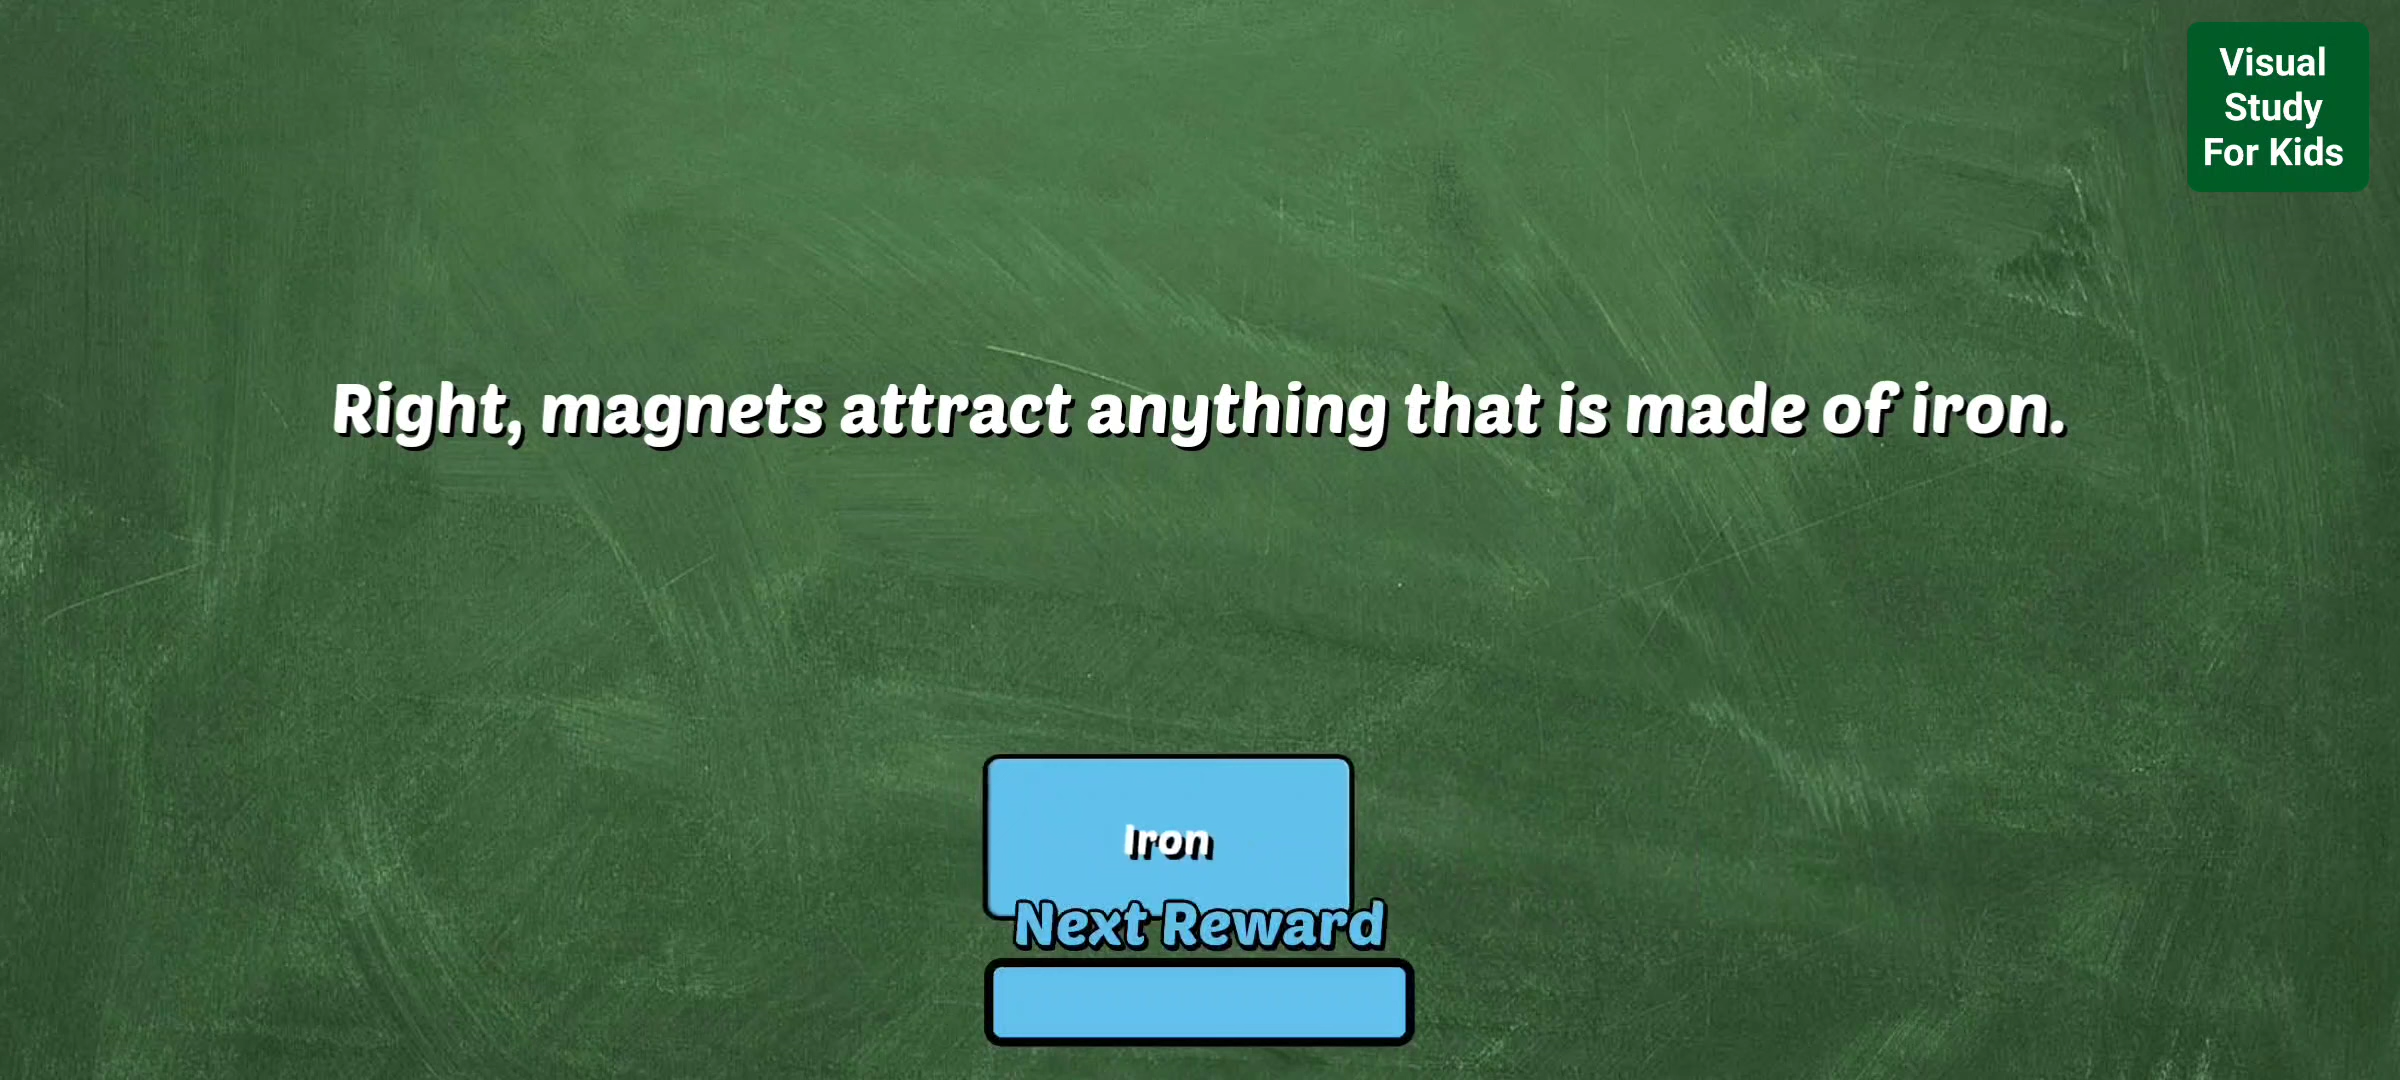 Visual
Study
For Kids
Right, magnets attract anything that is made of iron.
Iron
Next Reward